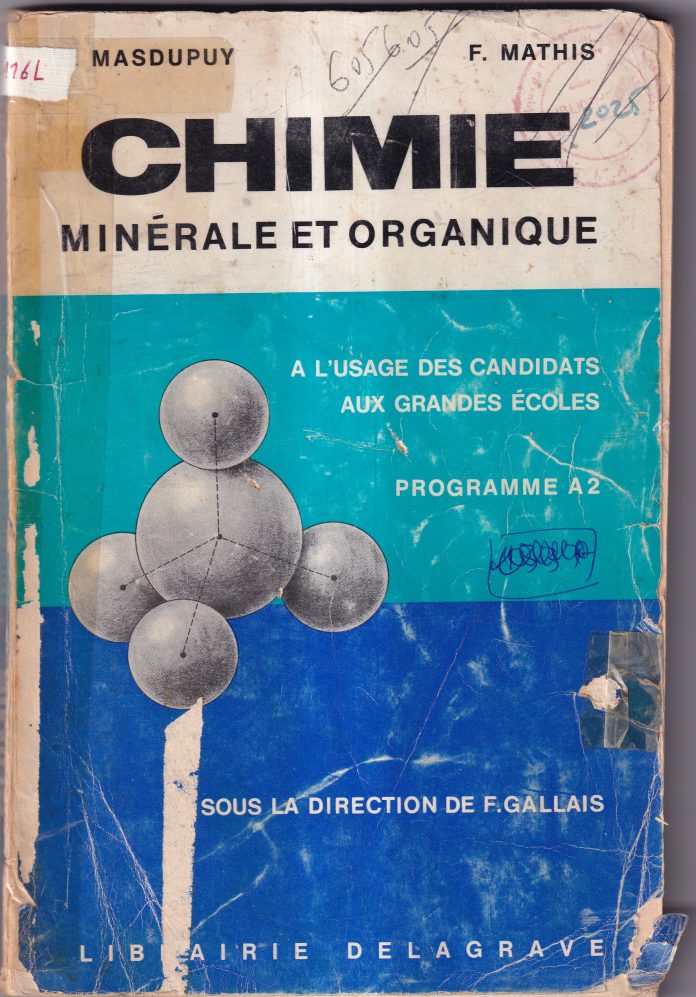 MASDUPUY F. MATHIS
116L
605605
2025
CHIMIE
MINÉRALE ET ORGANIQUE
A L'USAGE DES CANDIDATS
AUX GRANDES ÉCOLES
PROGRAMME A2
SOUS LA DIRECTION DE F.GALLAIS
LIBRAIRIE DELAGRAVE